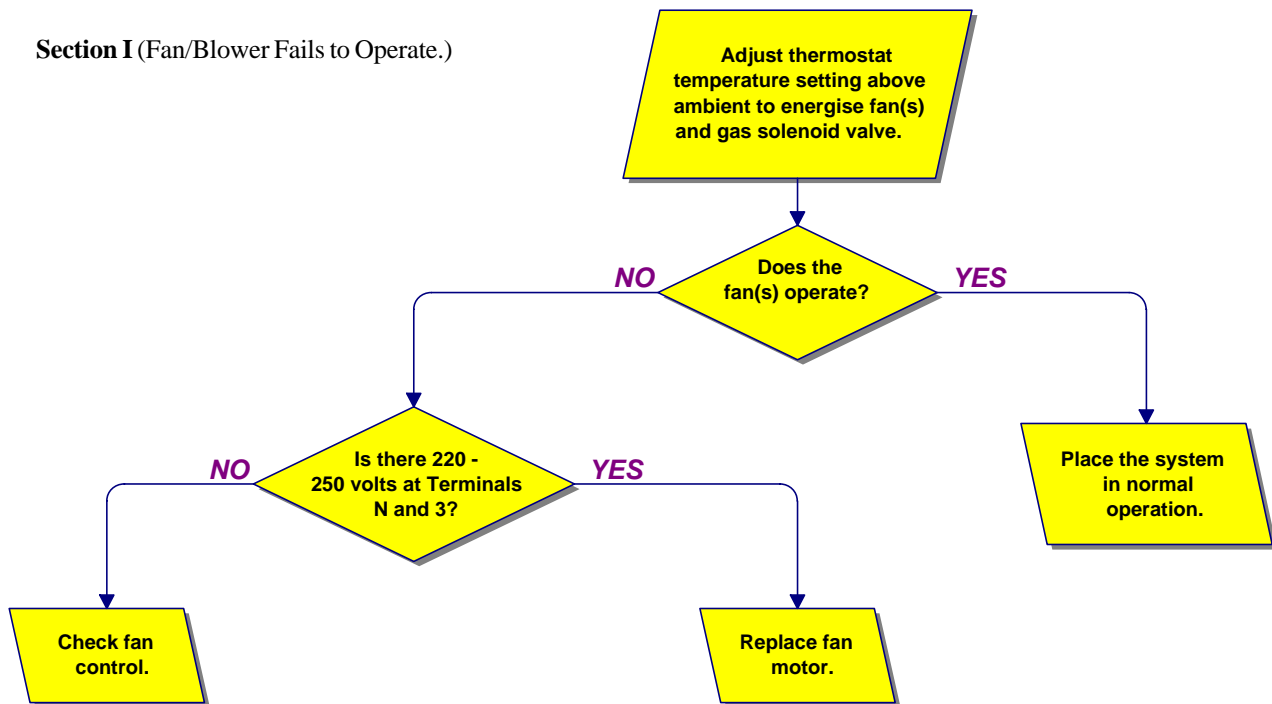 Section I (Fan/Blower Fails to Operate.)
Adjust thermostat
temperature setting above
ambient to energise fan(s)
and gas solenoid valve.
Does the
fan(s) operate?
NO
YES
Is there 220 -
250 volts at Terminals
N and 3?
NO
YES
Place the system
in normal
operation.
Check fan
control.
Replace fan
motor.